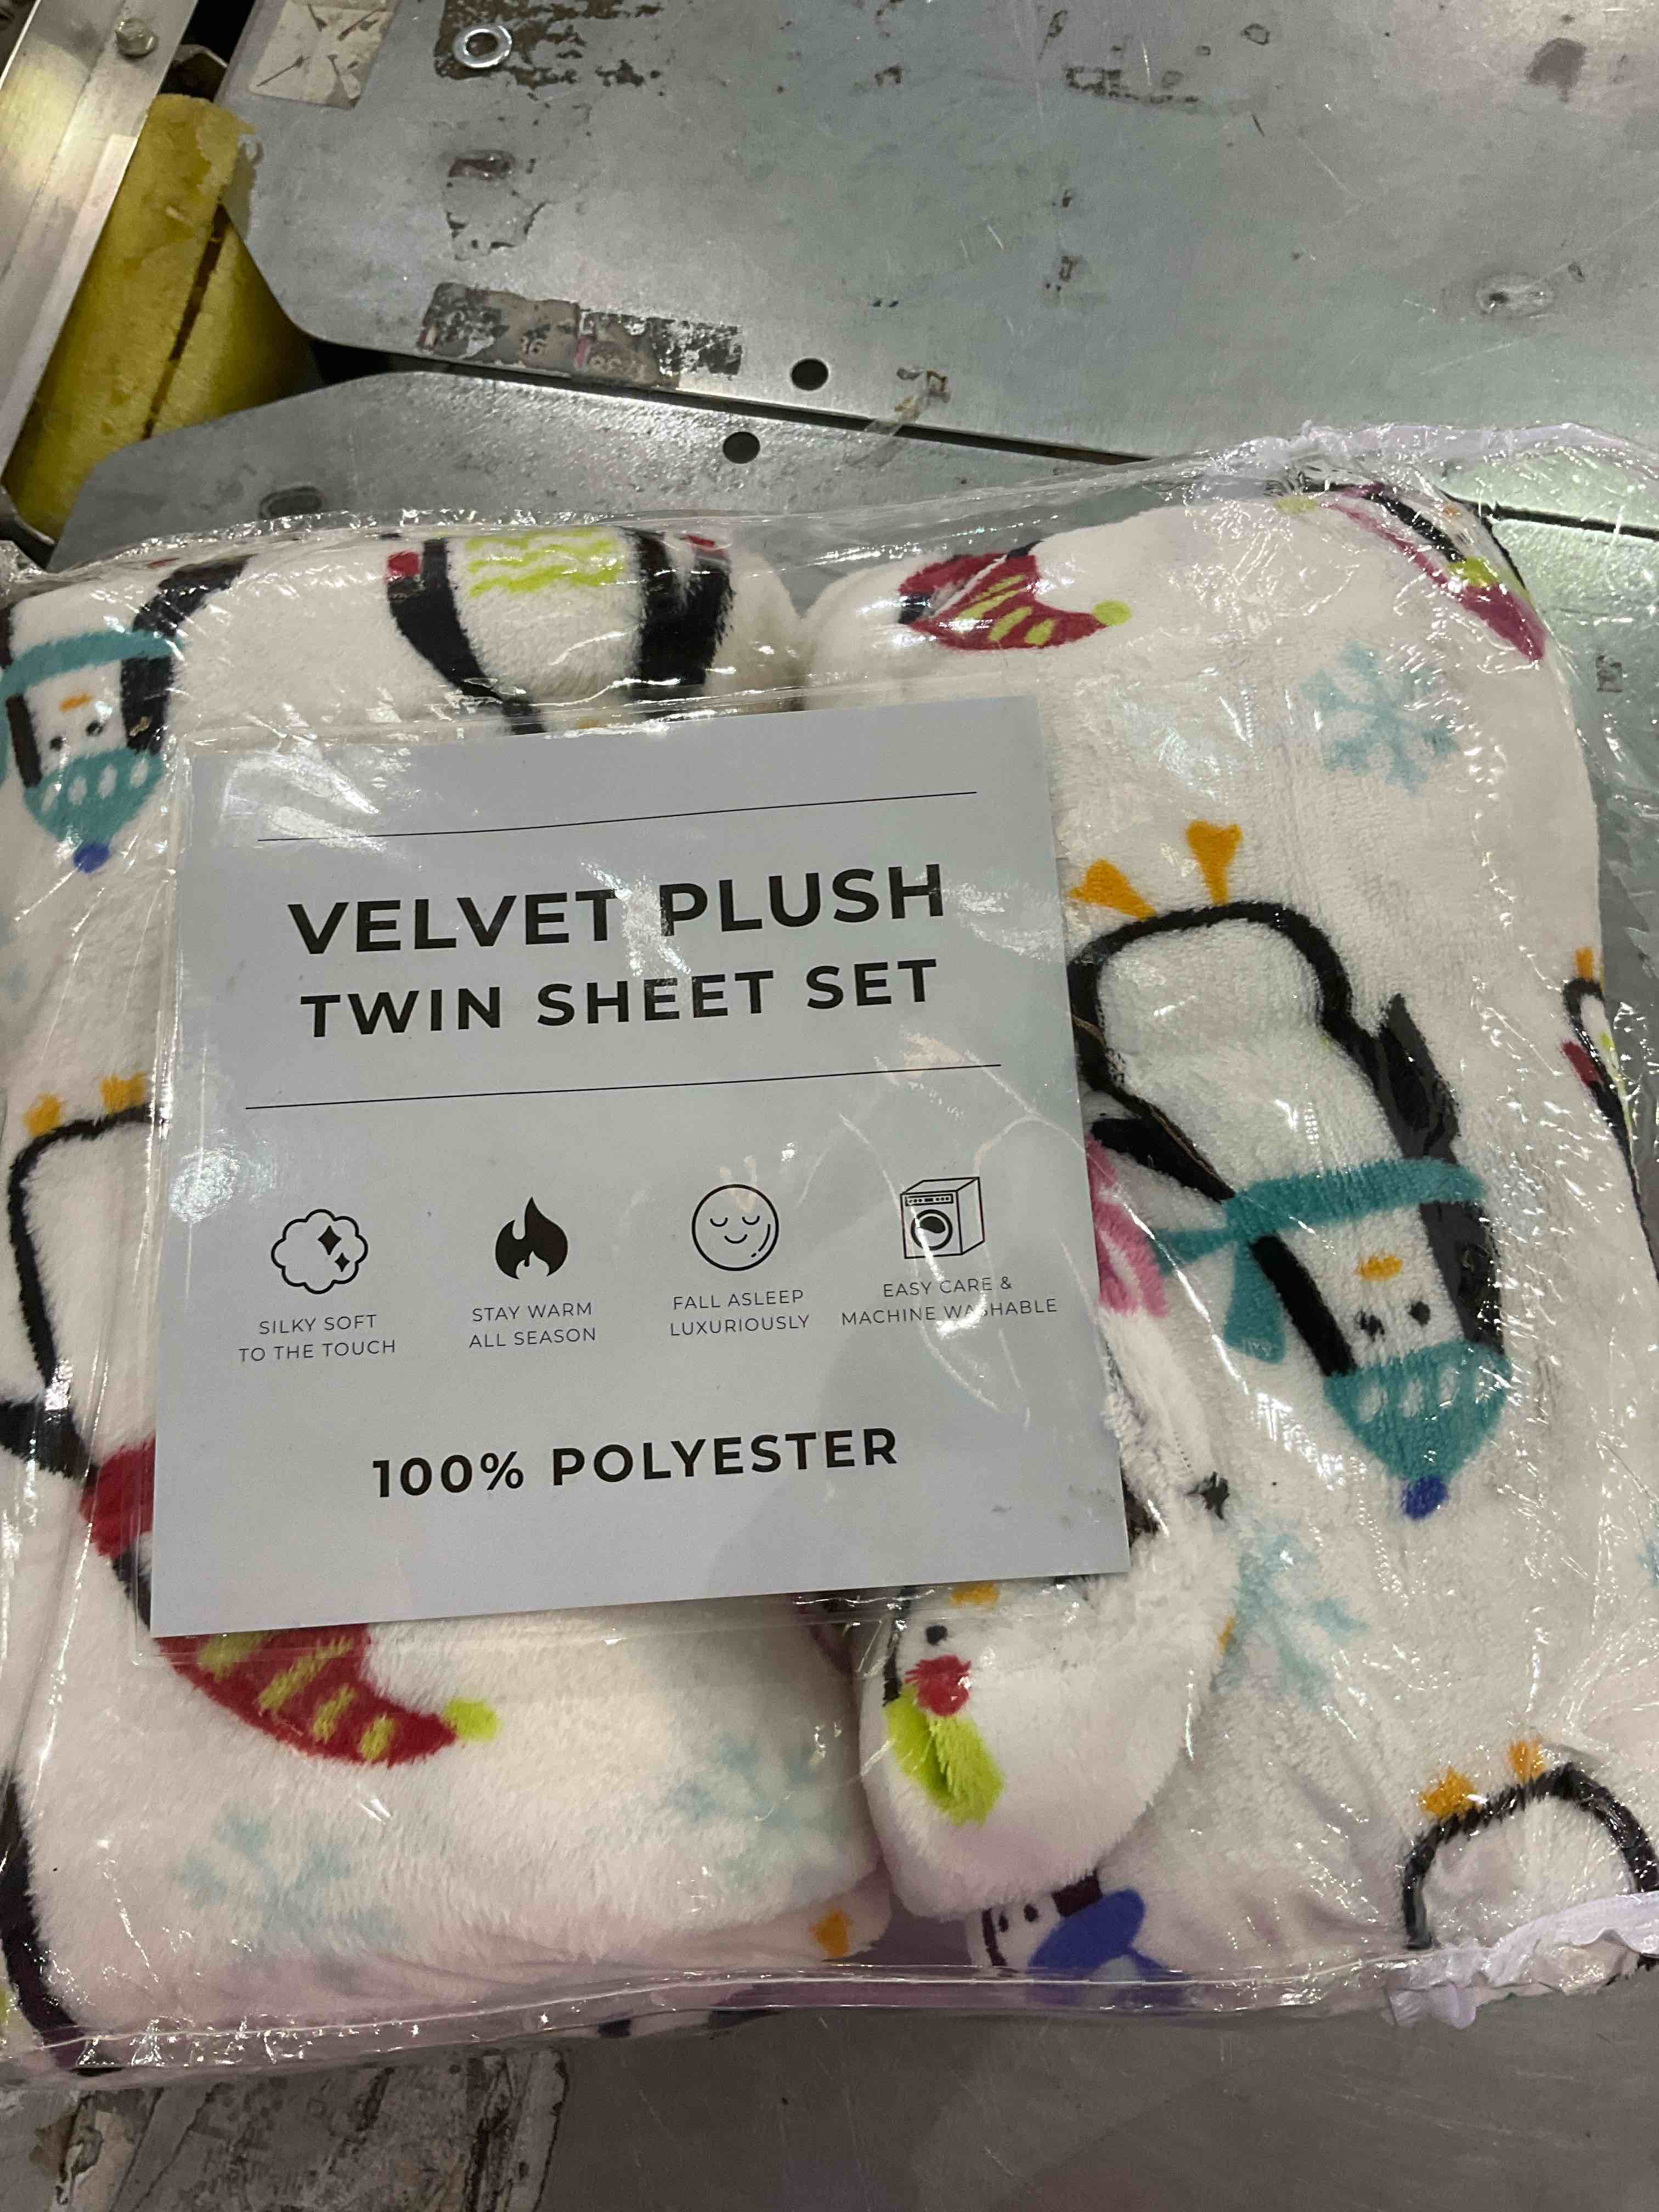 VELVET PLUSH
TWIN SHEET SET
SILKY SOFT
TO THE TOUCH
STAY WARM
ALL SEASON
FALL ASLEEP
LUXURIOUSLY
EASY CARE &
MACHINE WASHABLE
100% POLYESTER